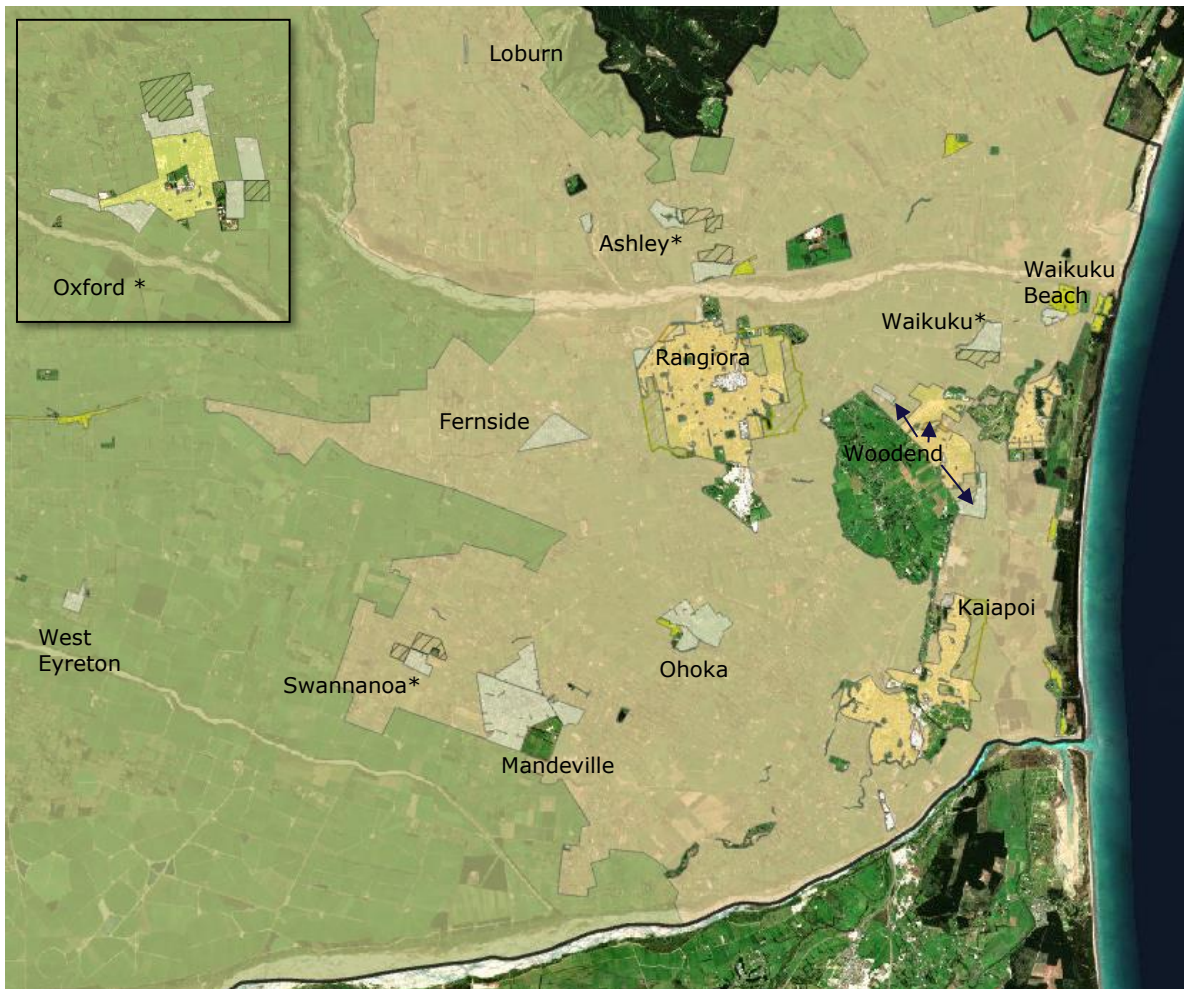 Loburn
Ashley*
Oxford *
Waikuku
Beach
Waikuku*
Rangiora
Fernside
Woodend
Kaiapoi
West
Eyreton
Ohoka
Swannanoa*
Mandeville